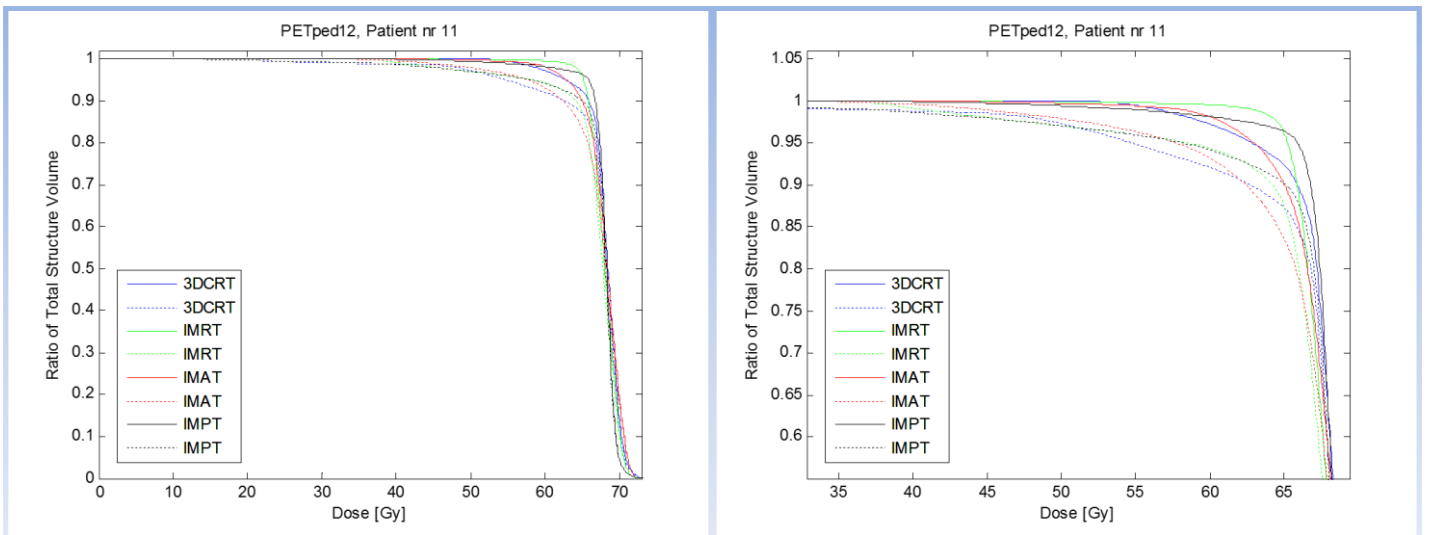 PETped12, Patient nr 11
Ratio of Total Structure Volume
1
0.9
0.8
0.7
0.6
0.5
0.4
0.3
0.2
0.1
0
3DCRT
3DCRT
IMRT
IMRT
IMAT
IMAT
IMPT
IMPT
0 10 20 30 40 50 60 70
Dose [Gy]
PETped12, Patient nr 11
Ratio of Total Structure Volume
1.05
1
0.95
0.9
0.85
0.8
0.75
0.7
0.65
0.6
3DCRT
3DCRT
IMRT
IMRT
IMAT
IMAT
IMPT
IMPT
35 40 45 50 55 60 65
Dose [Gy]